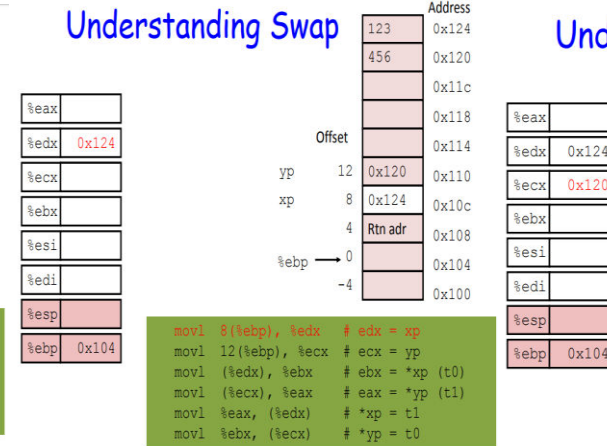 Understanding Swap
Address
123 0x124
456 0x120
0x11c
0x118
0x114
Offset
yp 12 0x120 0x110
xp 8 0x124 0x10c
4 Rtn adr 0x108
%ebp 0 0x104
-4 0x100
%eax
%edx 0x124
%ecx
%ebx
%esi
%edi
%esp
%ebp 0x104
movl 8(%ebp), %edx # edx = xp
movl 12(%ebp), %ecx # ecx = yp
movl (%edx), %ebx # ebx = *xp (t0)
movl (%ecx), %eax # eax = *yp (t1)
movl %eax, (%edx) # *xp = t1
movl %ebx, (%ecx) # *yp = t0
%eax
%edx 0x124
%ecx 0x120
%ebx
%esi
%edi
%esp
%ebp 0x104